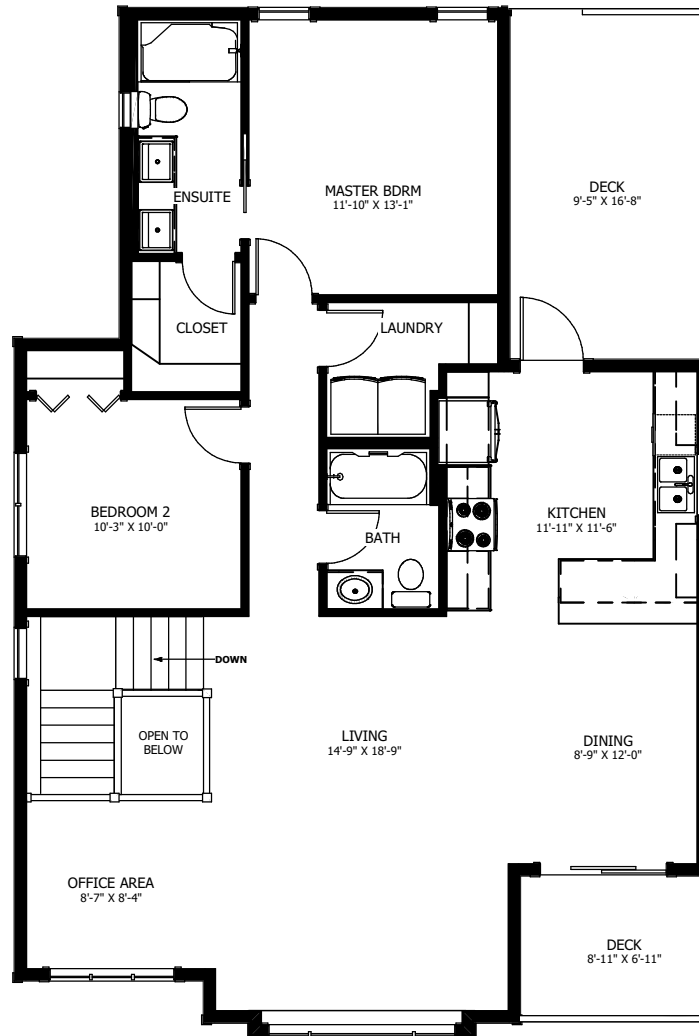 MASTER BDRM
11'-10" X 13'-1"
DECK
9'-5" X 16'-8"
ENSUITE
CLOSET
LAUNDRY
BEDROOM 2
10'-3" X 10'-0"
KITCHEN
11'-11" X 11'-6"
BATH
DOWN
OPEN TO
BELOW
LIVING
14'-9" X 18'-9"
DINING
8'-9" X 12'-0"
OFFICE AREA
8'-7" X 8'-4"
DECK
8'-11" X 6'-11"